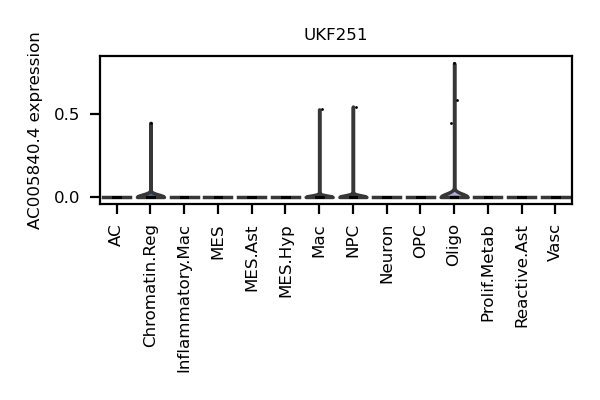 UKF251
AC005840.4 expression
0.5
0.0
AC
Chromatin.Reg
Inflammatory.Mac
MES
MES.Ast
MES.Hyp
Mac
NPC
Neuron
OPC
Oligo
Prolif.Metab
Reactive.Ast
Vasc